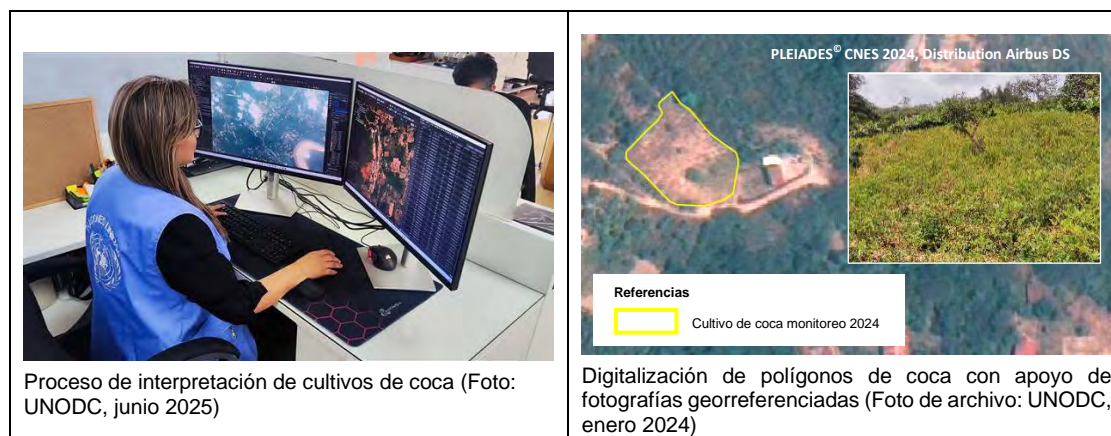 PLEIADES© CNES 2024, Distribution Airbus DS
Referencias
Cultivo de coca monitoreo 2024
Proceso de interpretación de cultivos de coca (Foto:
UNODC, junio 2025)
Digitalización de polígonos de coca con apoyo de
fotografías georreferenciadas (Foto de archivo: UNODC,
enero 2024)